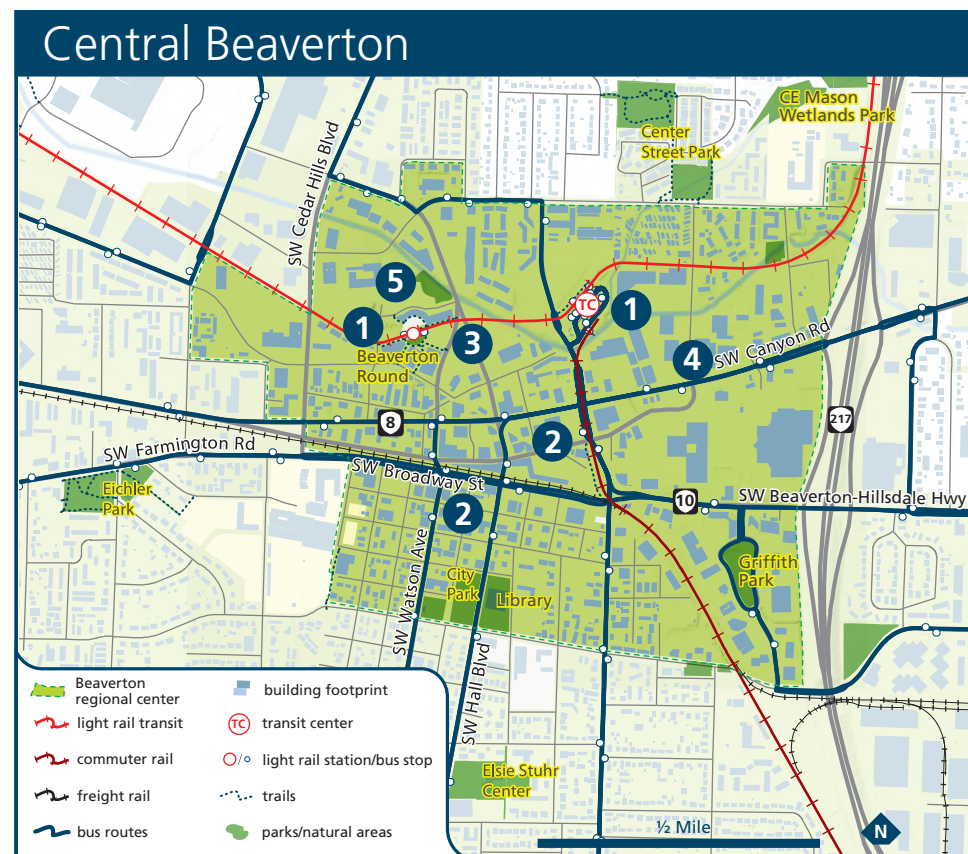 Central Beaverton
CE Mason
Wetlands Park
Center
Street Park
SW Cedar Hills Blvd
5
TC
1
1
3
Beaverton
Round
4
SW Canyon Rd
8
217
2
SW Farmington Rd
SW Broadway St
Eichler
Park
10
SW Beaverton-Hillsdale Hwy
2
SW Watson Ave
City
Park
Library
Griffith
Park
SW Hall Blvd
Elsie Stuhr
Center
Beaverton
regional center
building footprint
light rail transit
TC
transit center
commuter rail
/
light rail station/bus stop
freight rail
trails
bus routes
parks/natural areas
½ Mile
N